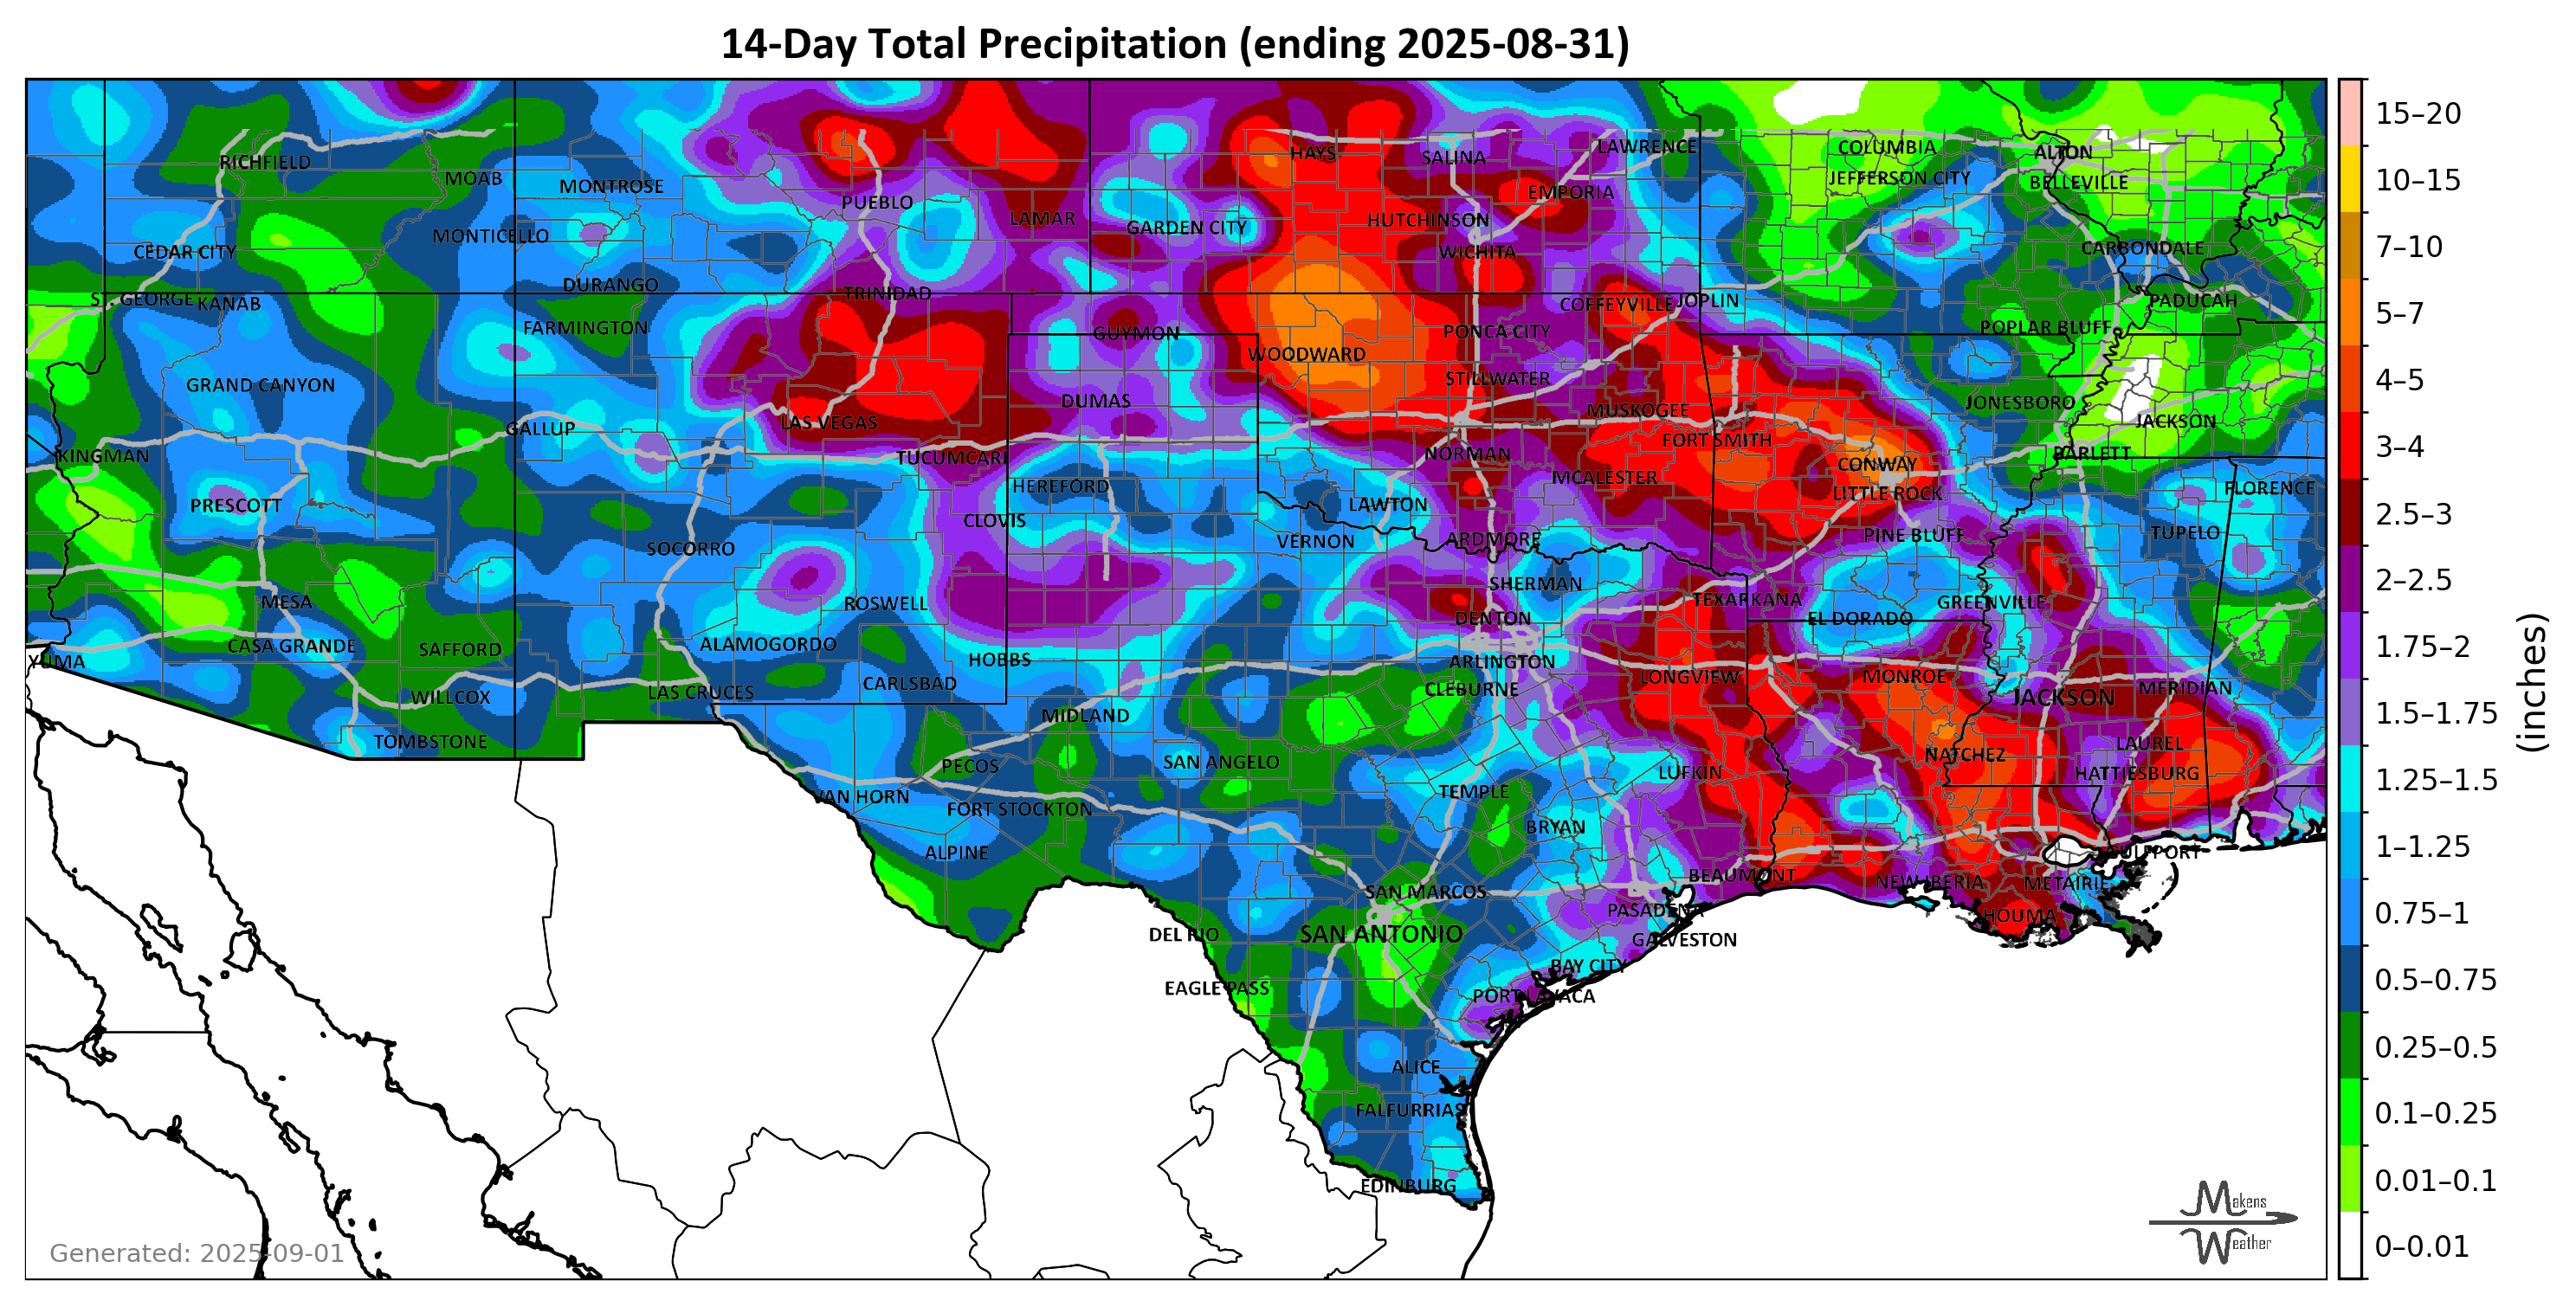 14-Day Total Precipitation (ending 2025-08-31)
15–20
10–15
7–10
5–7
4–5
3–4
2.5–3
2–2.5
1.75–2
1.5–1.75
1.25–1.5
1–1.25
0.75–1
0.5–0.75
0.25–0.5
0.1–0.25
0.01–0.1
0–0.01
(inches)
RICHFIELD
MOAB
MONTROSE
PUEBLO
LAMAR
HAYS
SALINA
LAWRENCE
EMPORIA
COLUMBIA
JEFFERSON CITY
ALTON
BELLEVILLE
CEDAR CITY
MONTICELLO
GARDEN CITY
HUTCHINSON
WICHITA
CARBONDALE
ST. GEORGE
KANAB
DURANGO
TRINIDAD
COFFEYVILLE
JOPLIN
PADUCAH
FARMINGTON
GUYMON
PONCA CITY
POPLAR BLUFF
GRAND CANYON
WOODWARD
STILLWATER
DUMAS
MUSKOGEE
JONESBORO
JACKSON
GALLUP
LAS VEGAS
FORT SMITH
KINGMAN
TUCUMCARI
NORMAN
CONWAY
BARLETT
PRESCOTT
HEREFORD
MCALESTER
LITTLE ROCK
FLORENCE
CLOVIS
LAWTON
PINE BLUFF
TUPELO
SOCORRO
VERNON
ARDMORE
MESA
ROSWELL
SHERMAN
TEXARKANA
GREENVILLE
CASA GRANDE
SAFFORD
ALAMOGORDO
DENTON
EL DORADO
YUMA
HOBBS
ARLINGTON
WILLCOX
LAS CRUCES
CARLSBAD
CLEBURNE
LONGVIEW
MONROE
JACKSON
MERIDIAN
TOMBSTONE
MIDLAND
PECOS
SAN ANGELO
LUFKIN
NATCHEZ
LAUREL
HATTIESBURG
VAN HORN
FORT STOCKTON
TEMPLE
BRYAN
ALPINE
GULFPORT
SAN MARCOS
BEAUMONT
NEW IBERIA
METAIRIE
DEL RIO
SAN ANTONIO
PASADENA
HOUMA
GALVESTON
EAGLE PASS
BAY CITY
PORT LAVACA
ALICE
FALFURRIAS
EDINBURG
Generated: 2025-09-01
Makens
Weather